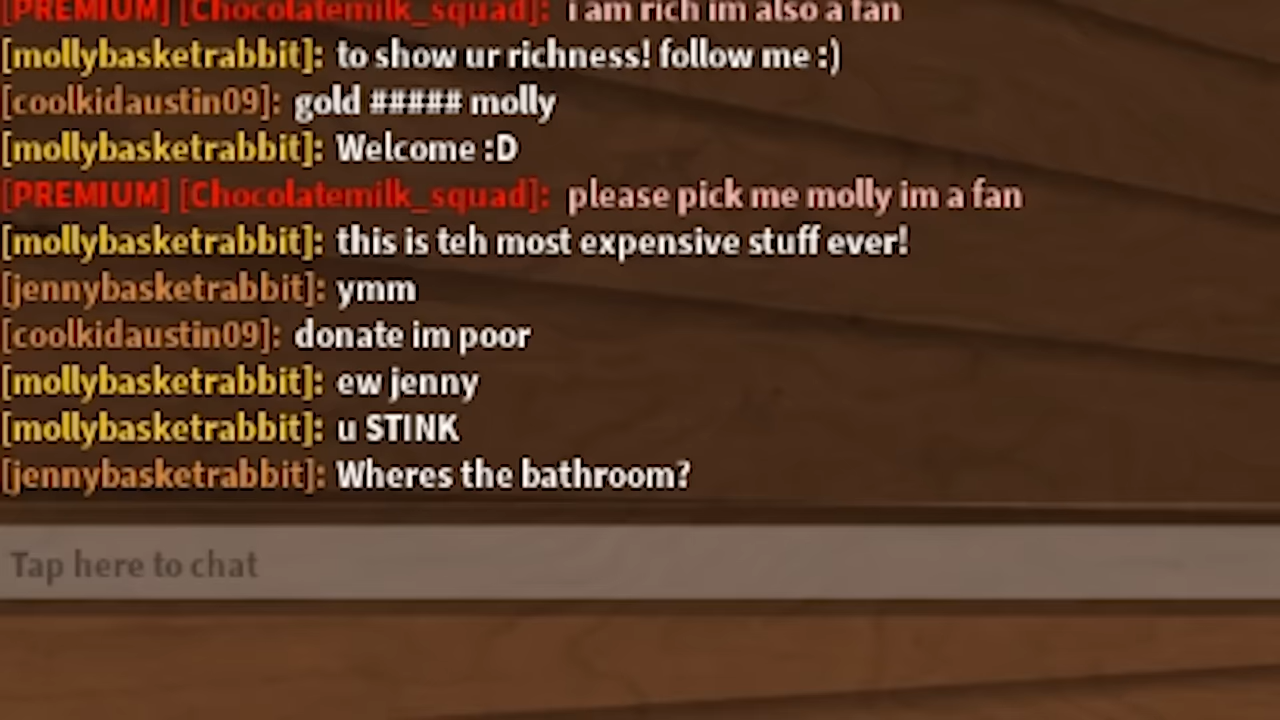 [PREMIUM] [Chocolatemilk_squad]: i am rich im also a fan
[mollybasketrabbit]: to show ur richness! follow me :)
[coolkidaustin09]: gold ##### molly
[mollybasketrabbit]: Welcome :D
[PREMIUM] [Chocolatemilk_squad]: please pick me molly im a fan
[mollybasketrabbit]: this is teh most expensive stuff ever!
[jennybasketrabbit]: ymm
[coolkidaustin09]: donate im poor
[mollybasketrabbit]: ew jenny
[mollybasketrabbit]: u STINK
[jennybasketrabbit]: Wheres the bathroom?
Tap here to chat